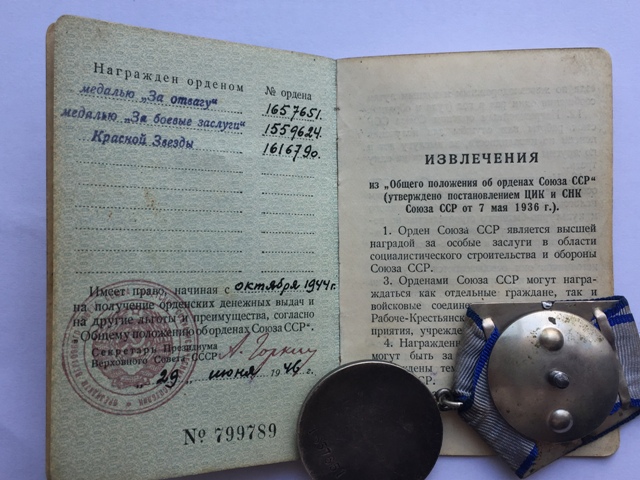 Награжден орденом
№ ордена
медалью „За отвагу“
1657651.
медалью „За боевые заслуги“
1559624.
Красной Звезды
1616790.
Имеет право, начиная с октября 1944 г.
на получение орденских денежных выдач и
на другие льготы и преимущества, согласно
„Общему положению об орденах Союза ССР“.
Секретарь Президиума
Верховного Совета СССР А. Горкин
„29 „ июня 1946 г.
№ 799789
ИЗВЛЕЧЕНИЯ
из „Общего положения об орденах Союза ССР“
(утверждено постановлением ЦИК и СНК
Союза ССР от 7 мая 1936 г.).
1. Орден Союза ССР является высшей
наградой за особые заслуги в области
социалистического строительства и обороны
Союза ССР.
3. Орденами Союза ССР могут награ-
ждаться как отдельные граждане, так и
войсковые соедине
Рабоче-Крестьянс
приятия, учрежде
4. Награжден
могут быть за
ждены тем
ССР.